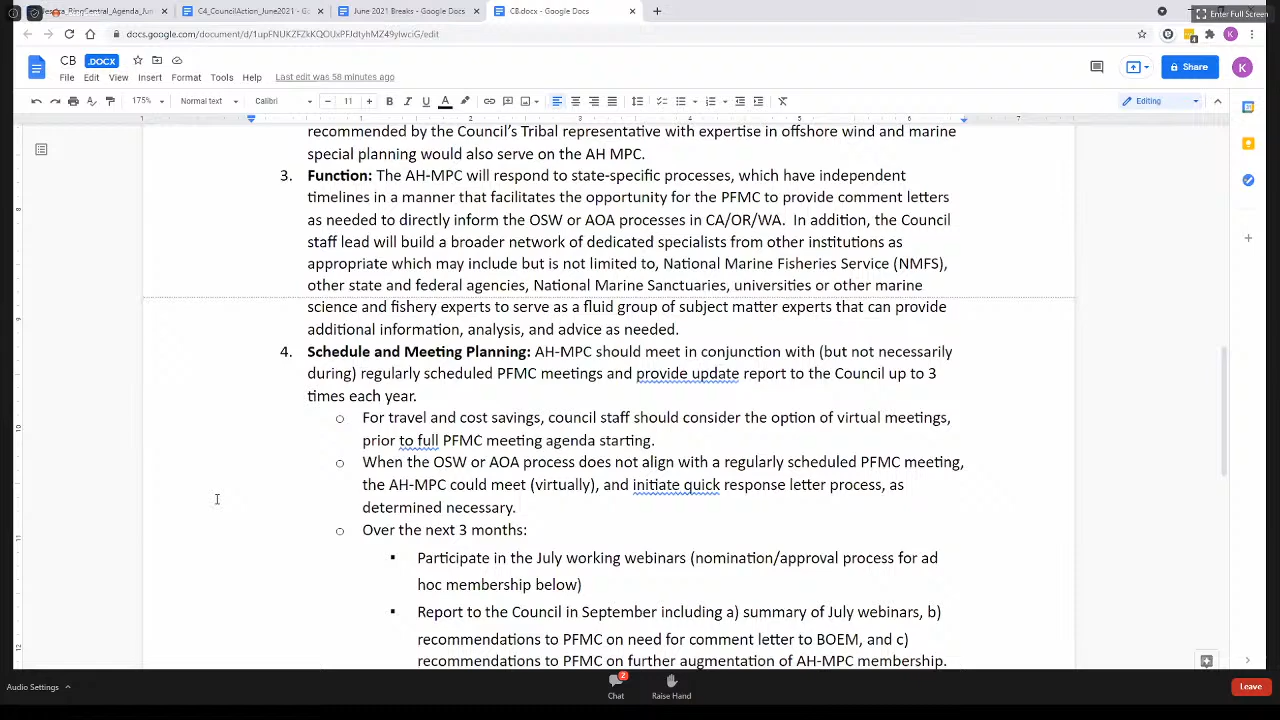 RingCentral_Agenda_Jun
C4_CouncilAction_June2021 - G
June 2021 Breaks - Google Docs
CB.docx - Google Docs
Enter Full Screen
docs.google.com/document/d/1upFNUKZFZkKQOUxPFJdtyhMZ49ylwciG/edit
K
CB .DOCX
File Edit View Insert Format Tools Help Last edit was 58 minutes ago
Share
K
175% Normal text Calibri 11 B I U A Editing
1 1 2 3 4 5 6 7
recommended by the Council's Tribal representative with expertise in offshore wind and marine
special planning would also serve on the AH MPC.
3. Function: The AH-MPC will respond to state-specific processes, which have independent
timelines in a manner that facilitates the opportunity for the PFMC to provide comment letters
as needed to directly inform the OSW or AOA processes in CA/OR/WA. In addition, the Council
staff lead will build a broader network of dedicated specialists from other institutions as
appropriate which may include but is not limited to, National Marine Fisheries Service (NMFS),
other state and federal agencies, National Marine Sanctuaries, universities or other marine
science and fishery experts to serve as a fluid group of subject matter experts that can provide
additional information, analysis, and advice as needed.
4. Schedule and Meeting Planning: AH-MPC should meet in conjunction with (but not necessarily
during) regularly scheduled PFMC meetings and provide update report to the Council up to 3
times each year.
○ For travel and cost savings, council staff should consider the option of virtual meetings,
prior to full PFMC meeting agenda starting.
○ When the OSW or AOA process does not align with a regularly scheduled PFMC meeting,
the AH-MPC could meet (virtually), and initiate quick response letter process, as
determined necessary.
○ Over the next 3 months:
▪ Participate in the July working webinars (nomination/approval process for ad
hoc membership below)
▪ Report to the Council in September including a) summary of July webinars, b)
recommendations to PFMC on need for comment letter to BOEM, and c)
recommendations to PFMC on further augmentation of AH-MPC membership.
Audio Settings
2
Chat
Raise Hand
Leave